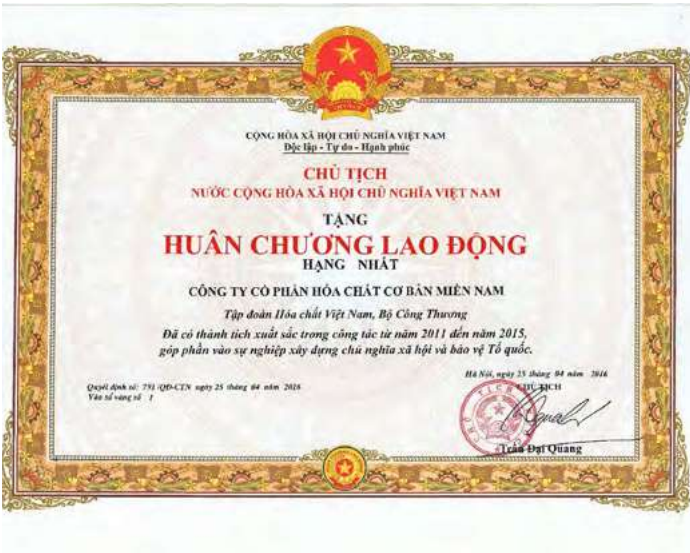 CỘNG HÒA XÃ HỘI CHỦ NGHĨA VIỆT NAM
Độc lập - Tự do - Hạnh phúc
CHỦ TỊCH
NƯỚC CỘNG HÒA XÃ HỘI CHỦ NGHĨA VIỆT NAM
TẶNG
HUÂN CHƯƠNG LAO ĐỘNG
HẠNG NHẤT
CÔNG TY CỔ PHẦN HÓA CHẤT CƠ BẢN MIỀN NAM
Tập đoàn Hóa chất Việt Nam, Bộ Công Thương
Đã có thành tích xuất sắc trong công tác từ năm 2011 đến năm 2015,
góp phần vào sự nghiệp xây dựng chủ nghĩa xã hội và bảo vệ Tổ quốc.
Hà Nội, ngày 25 tháng 04 năm 2016
Quyết định số: 751 /QĐ-CTN ngày 25 tháng 04 năm 2016
CHỦ TỊCH
Vào sổ vàng số 1
Trần Đại Quang